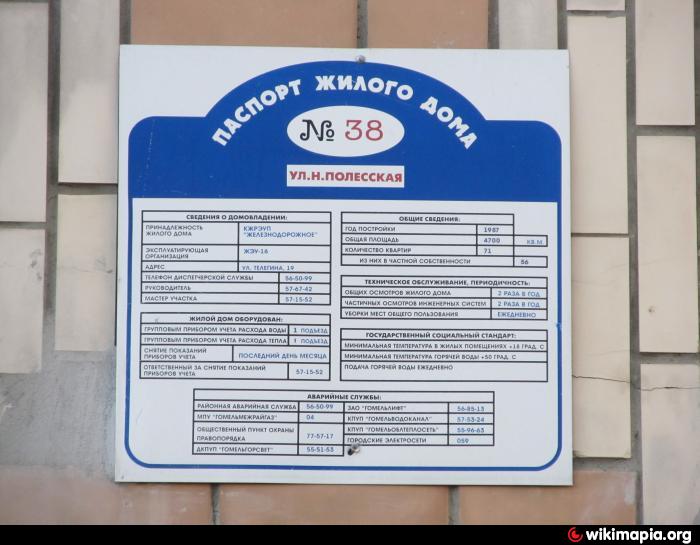 ПАСПОРТ ЖИЛОГО ДОМА
№ 38
УЛ.Н.ПОЛЕССКАЯ
СВЕДЕНИЯ О ДОМОВЛАДЕНИИ:
ПРИНАДЛЕЖНОСТЬ ЖИЛОГО ДОМА КЖРЭУП "ЖЕЛЕЗНОДОРОЖНОЕ"
ЭКСПЛУАТИРУЮЩАЯ ОРГАНИЗАЦИЯ ЖЭУ-16
АДРЕС УЛ. ТЕЛЕГИНА, 19
ТЕЛЕФОН ДИСПЕТЧЕРСКОЙ СЛУЖБЫ 56-50-99
РУКОВОДИТЕЛЬ 57-67-42
МАСТЕР УЧАСТКА 57-15-52
ЖИЛОЙ ДОМ ОБОРУДОВАН:
ГРУППОВЫМ ПРИБОРОМ УЧЕТА РАСХОДА ВОДЫ 1 ПОДЪЕЗД
ГРУППОВЫМ ПРИБОРОМ УЧЕТА РАСХОДА ТЕПЛА 1 ПОДЪЕЗД
СНЯТИЕ ПОКАЗАНИЙ ПРИБОРОВ УЧЕТА ПОСЛЕДНИЙ ДЕНЬ МЕСЯЦА
ОТВЕТСТВЕННЫЙ ЗА СНЯТИЕ ПОКАЗАНИЙ ПРИБОРОВ УЧЕТА 57-15-52
ОБЩИЕ СВЕДЕНИЯ:
ГОД ПОСТРОЙКИ 1987
ОБЩАЯ ПЛОЩАДЬ 4700 КВ.М.
КОЛИЧЕСТВО КВАРТИР 71
ИЗ НИХ В ЧАСТНОЙ СОБСТВЕННОСТИ 56
ТЕХНИЧЕСКОЕ ОБСЛУЖИВАНИЕ, ПЕРИОДИЧНОСТЬ:
ОБЩИХ ОСМОТРОВ ЖИЛОГО ДОМА 2 РАЗА В ГОД
ЧАСТИЧНЫХ ОСМОТРОВ ИНЖЕНЕРНЫХ СИСТЕМ 2 РАЗА В ГОД
УБОРКИ МЕСТ ОБЩЕГО ПОЛЬЗОВАНИЯ ЕЖЕДНЕВНО
ГОСУДАРСТВЕННЫЙ СОЦИАЛЬНЫЙ СТАНДАРТ:
МИНИМАЛЬНАЯ ТЕМПЕРАТУРА В ЖИЛЫХ ПОМЕЩЕНИЯХ +18 ГРАД. С
МИНИМАЛЬНАЯ ТЕМПЕРАТУРА ГОРЯЧЕЙ ВОДЫ +50 ГРАД. С
ПОДАЧА ГОРЯЧЕЙ ВОДЫ ЕЖЕДНЕВНО
АВАРИЙНЫЕ СЛУЖБЫ:
РАЙОННАЯ АВАРИЙНАЯ СЛУЖБА 56-50-99
МПУ "ГОМЕЛЬМЕЖРАЙГАЗ" 04
ОБЩЕСТВЕННЫЙ ПУНКТ ОХРАНЫ ПРАВОПОРЯДКА 77-57-17
ДКПУП "ГОМЕЛЬГОРСВЕТ" 55-51-53
ЗАО "ГОМЕЛЬЛИФТ" 56-85-13
КПУП "ГОМЕЛЬВОДОКАНАЛ" 57-53-24
КПУП "ГОМЕЛЬОБЛТЕПЛОСЕТЬ" 55-96-63
ГОРОДСКИЕ ЭЛЕКТРОСЕТИ 059
wikimapia.org